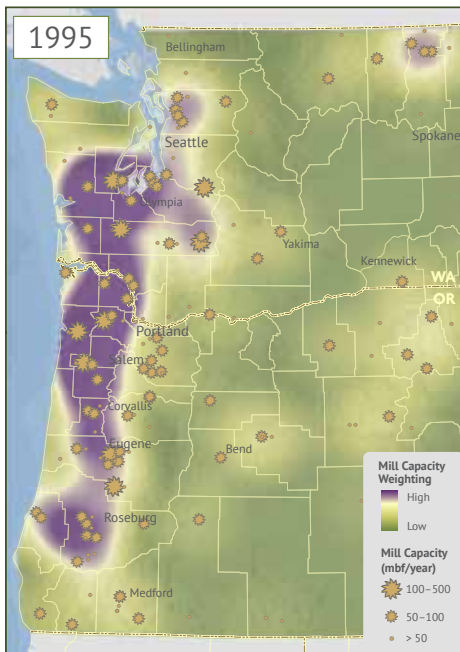 1995
Bellingham
Spokane
Seattle
Olympia
Yakima
Kennewick
WA
OR
Portland
Salem
Corvallis
Eugene
Bend
Roseburg
Medford
Mill Capacity
Weighting
High
Low
Mill Capacity
(mbf/year)
100–500
50–100
> 50